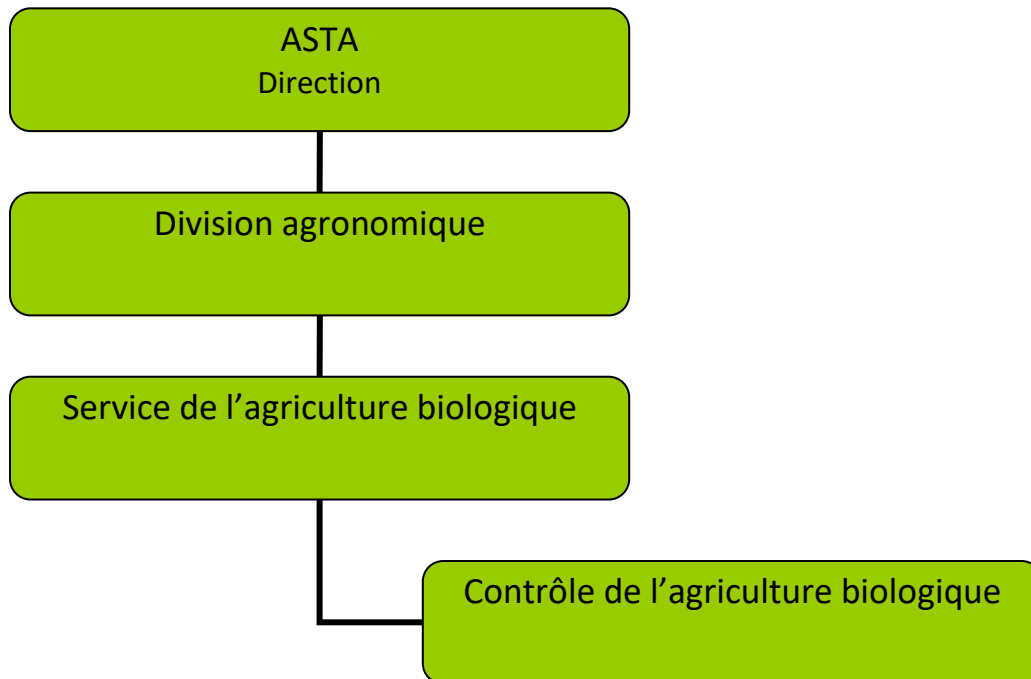 ASTA
Direction
Division agronomique
Service de l’agriculture biologique
Contrôle de l’agriculture biologique